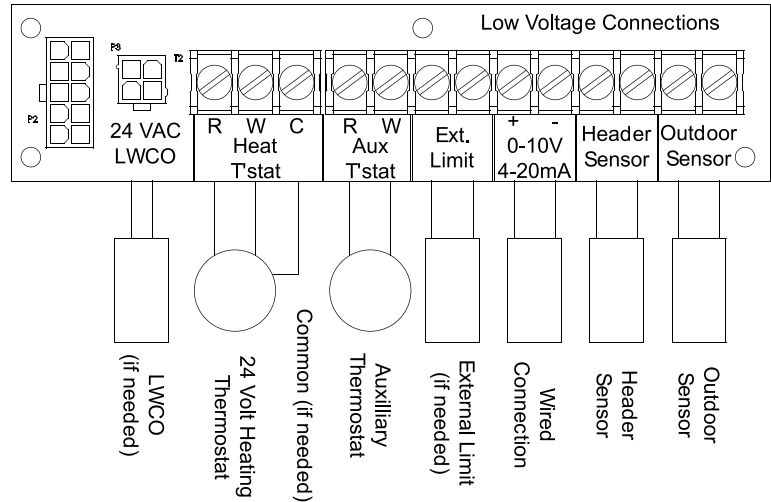 Low Voltage Connections
P3
T2
P2
24 VAC
LWCO
R W C
Heat
T'stat
R W
Aux
T'stat
Ext.
Limit
+ -
0-10V
4-20mA
Header
Sensor
Outdoor
Sensor
LWCO
(if needed)
24 Volt Heating
Thermostat
Common (if needed)
Auxilliary
Thermostat
External Limit
(if needed)
Wired
Connection
Header
Sensor
Outdoor
Sensor